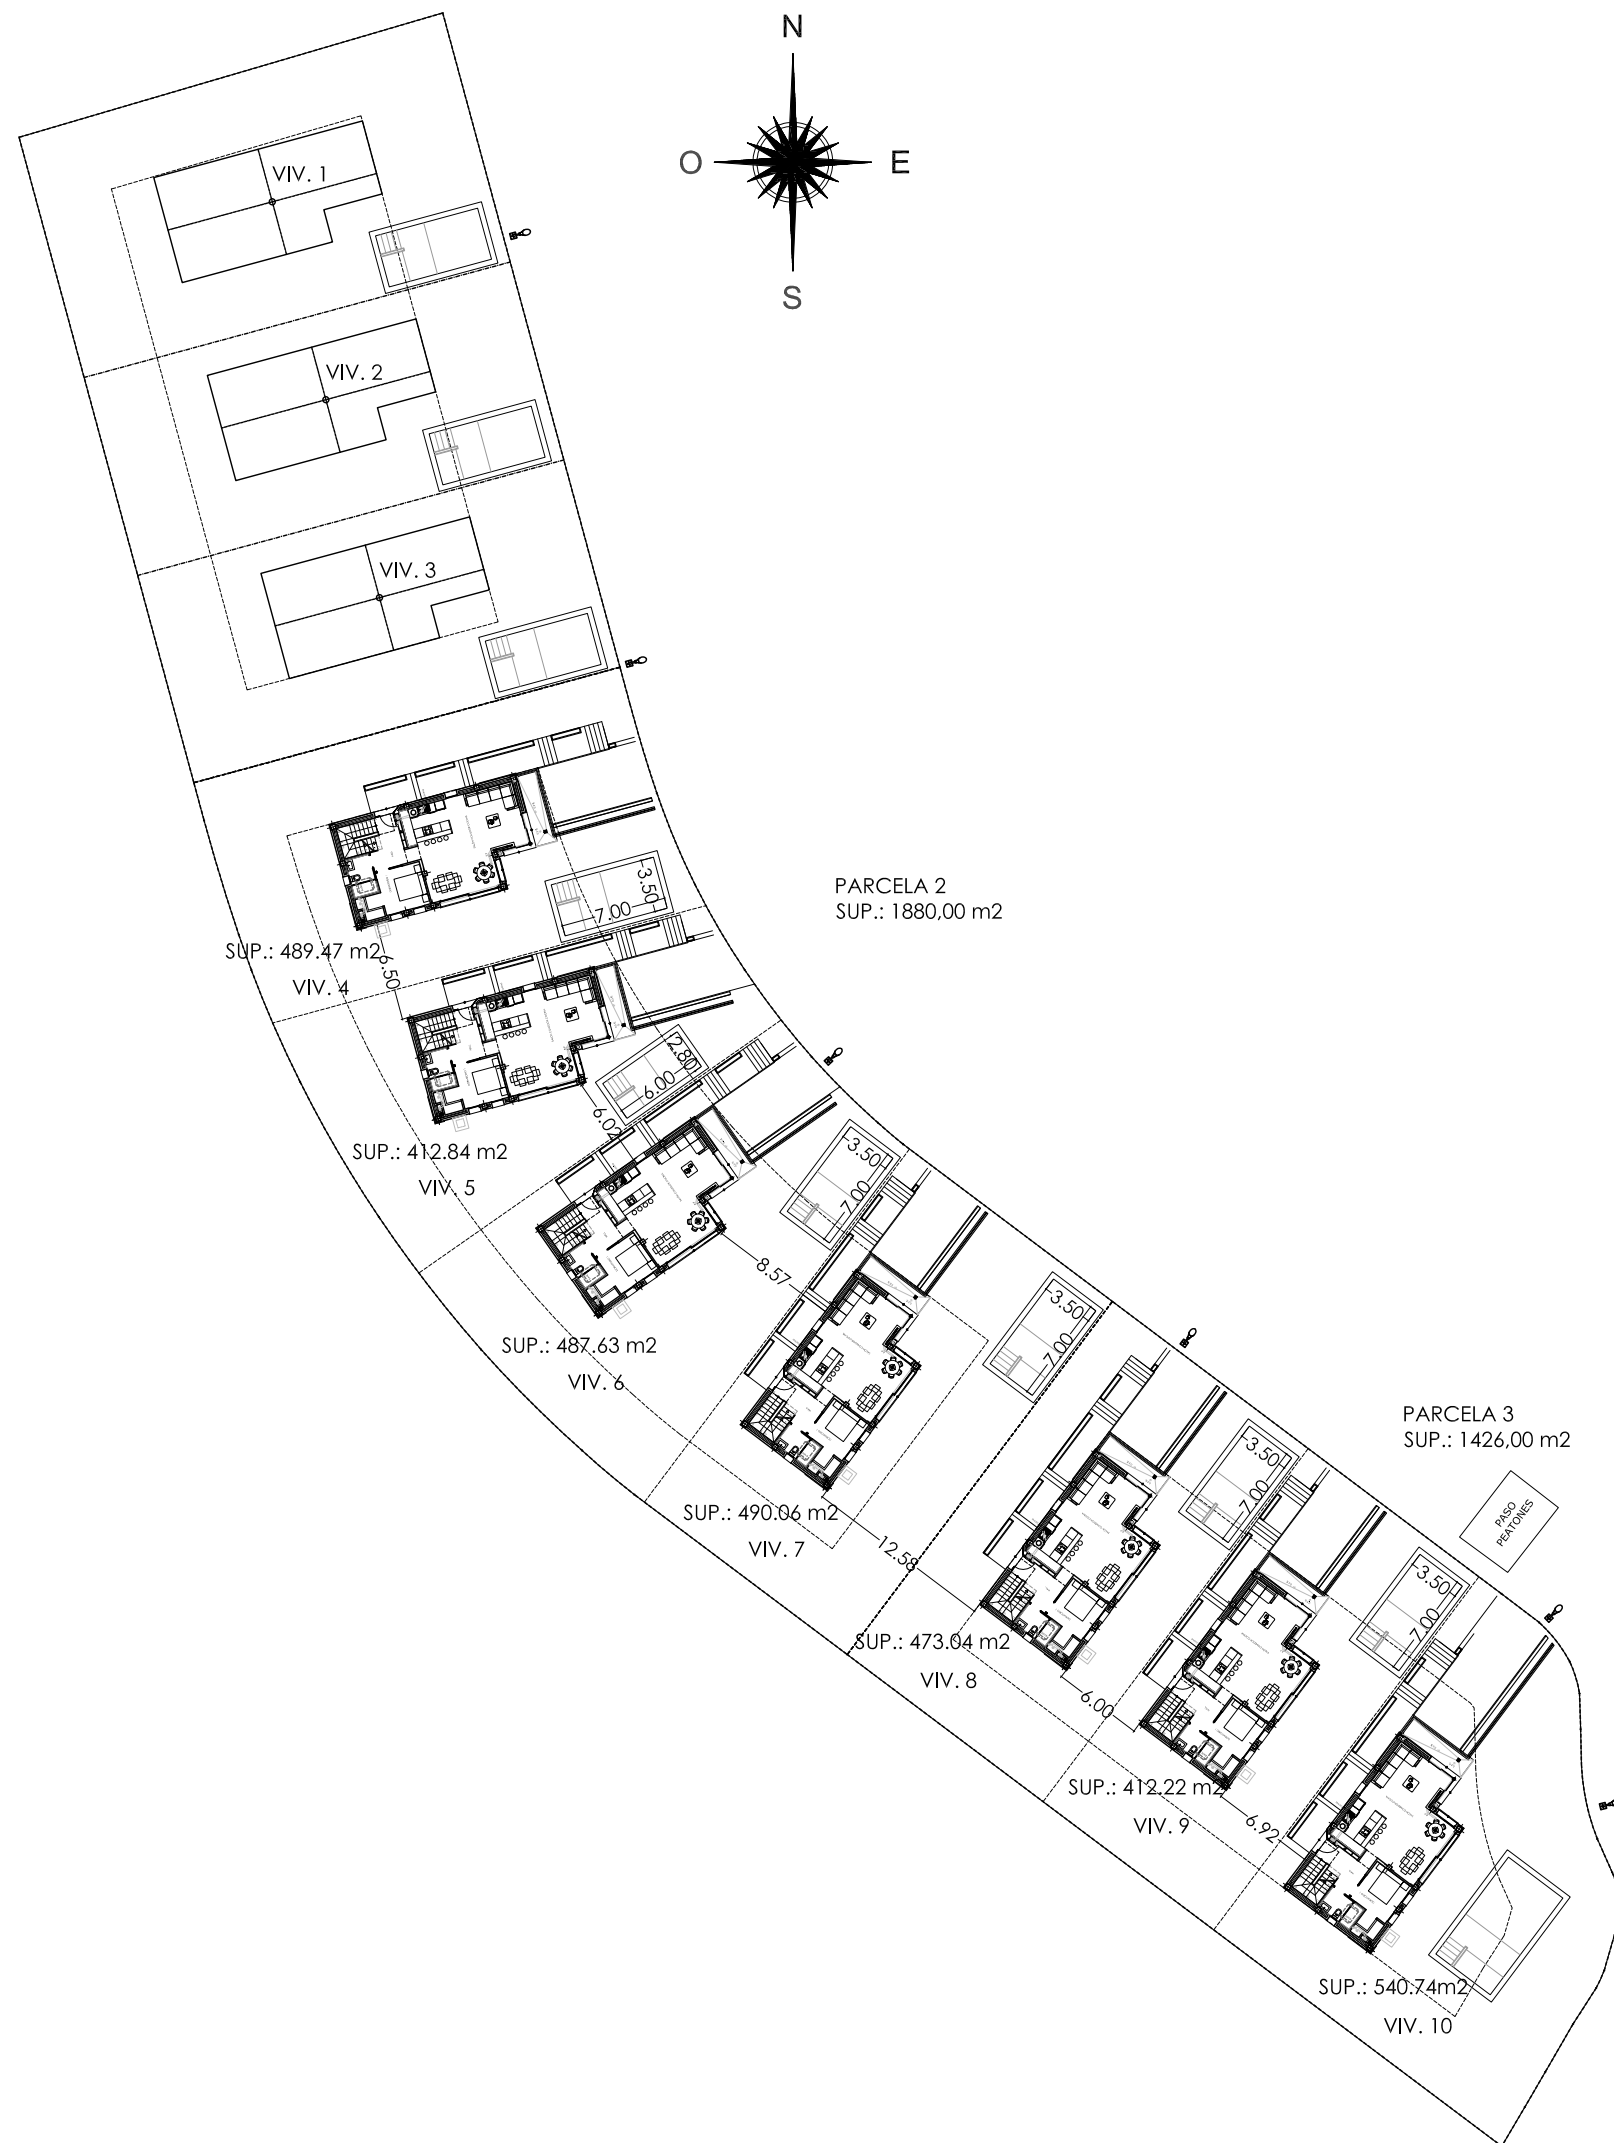 N
O
E
S
VIV. 1
VIV. 2
VIV. 3
PARCELA 2
SUP.: 1880,00 m2
3.50
7.00
SUP.: 489.47 m2
6.50
VIV. 4
2.80
6.00
6.02
SUP.: 412.84 m2
VIV. 5
3.50
7.00
8.57
SUP.: 487.63 m2
VIV. 6
3.50
7.00
SUP.: 490.06 m2
VIV. 7
12.58
PARCELA 3
SUP.: 1426,00 m2
PASO
PEATONES
3.50
7.00
SUP.: 473.04 m2
VIV. 8
6.00
3.50
7.00
SUP.: 412.22 m2
VIV. 9
6.92
SUP.: 540.74m2
VIV. 10